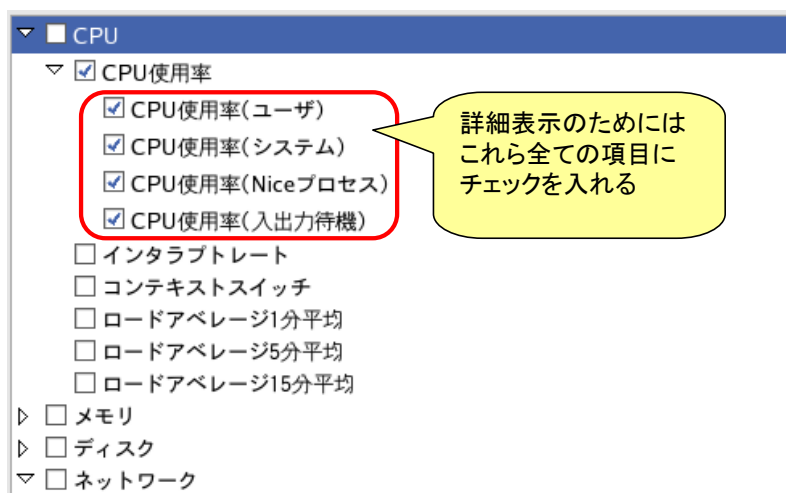 CPU
CPU使用率
CPU使用率(ユーザ)
CPU使用率(システム)
CPU使用率(Niceプロセス)
CPU使用率(入出力待機)
詳細表示のためには
これら全ての項目に
チェックを入れる
インタラプトレート
コンテキストスイッチ
ロードアベレージ1分平均
ロードアベレージ5分平均
ロードアベレージ15分平均
メモリ
ディスク
ネットワーク